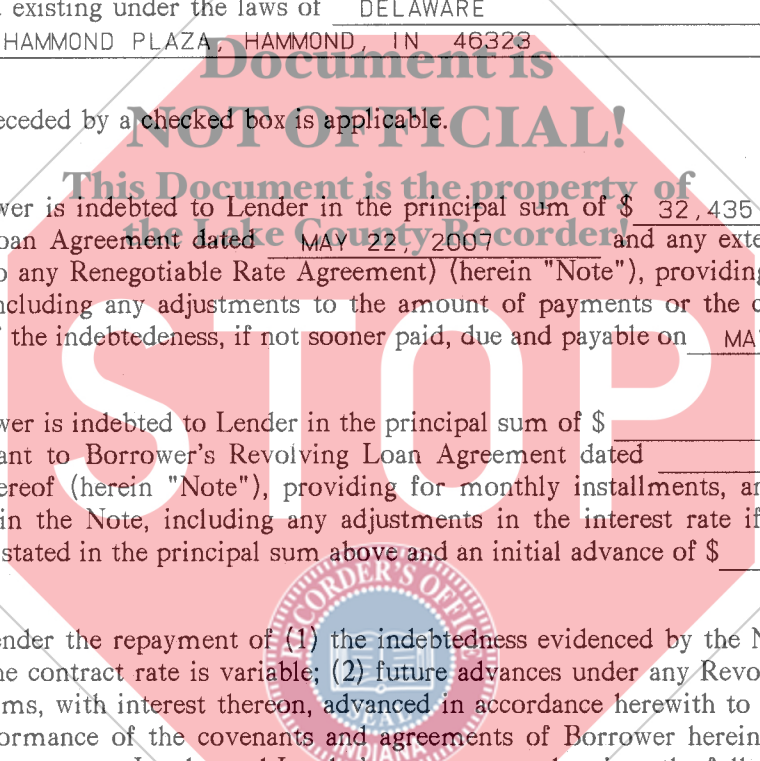 existing under the laws of DELAWARE
HAMMOND PLAZA, HAMMOND, IN 46323
Document is
eceded by a checked box is applicable.
NOT OFFICIAL!
This Document is the property of
wer is indebted to Lender in the principal sum of $ 32,435
the Lake County Recorder!
oan Agreement dated MAY 22, 2007 and any exte
o any Renegotiable Rate Agreement) (herein "Note"), providing
ncluding any adjustments to the amount of payments or the c
f the indebtedeness, if not sooner paid, due and payable on MA
STOP
wer is indebted to Lender in the principal sum of $
ant to Borrower's Revolving Loan Agreement dated
ereof (herein "Note"), providing for monthly installments, an
in the Note, including any adjustments in the interest rate if
stated in the principal sum above and an initial advance of $
RECORDER'S OFFICE
ender the repayment of (1) the indebtedness evidenced by the N
ne contract rate is variable; (2) future advances under any Revo
ms, with interest thereon, advanced in accordance herewith to
SEAL
ormance of the covenants and agreements of Borrower herein
INDIANA